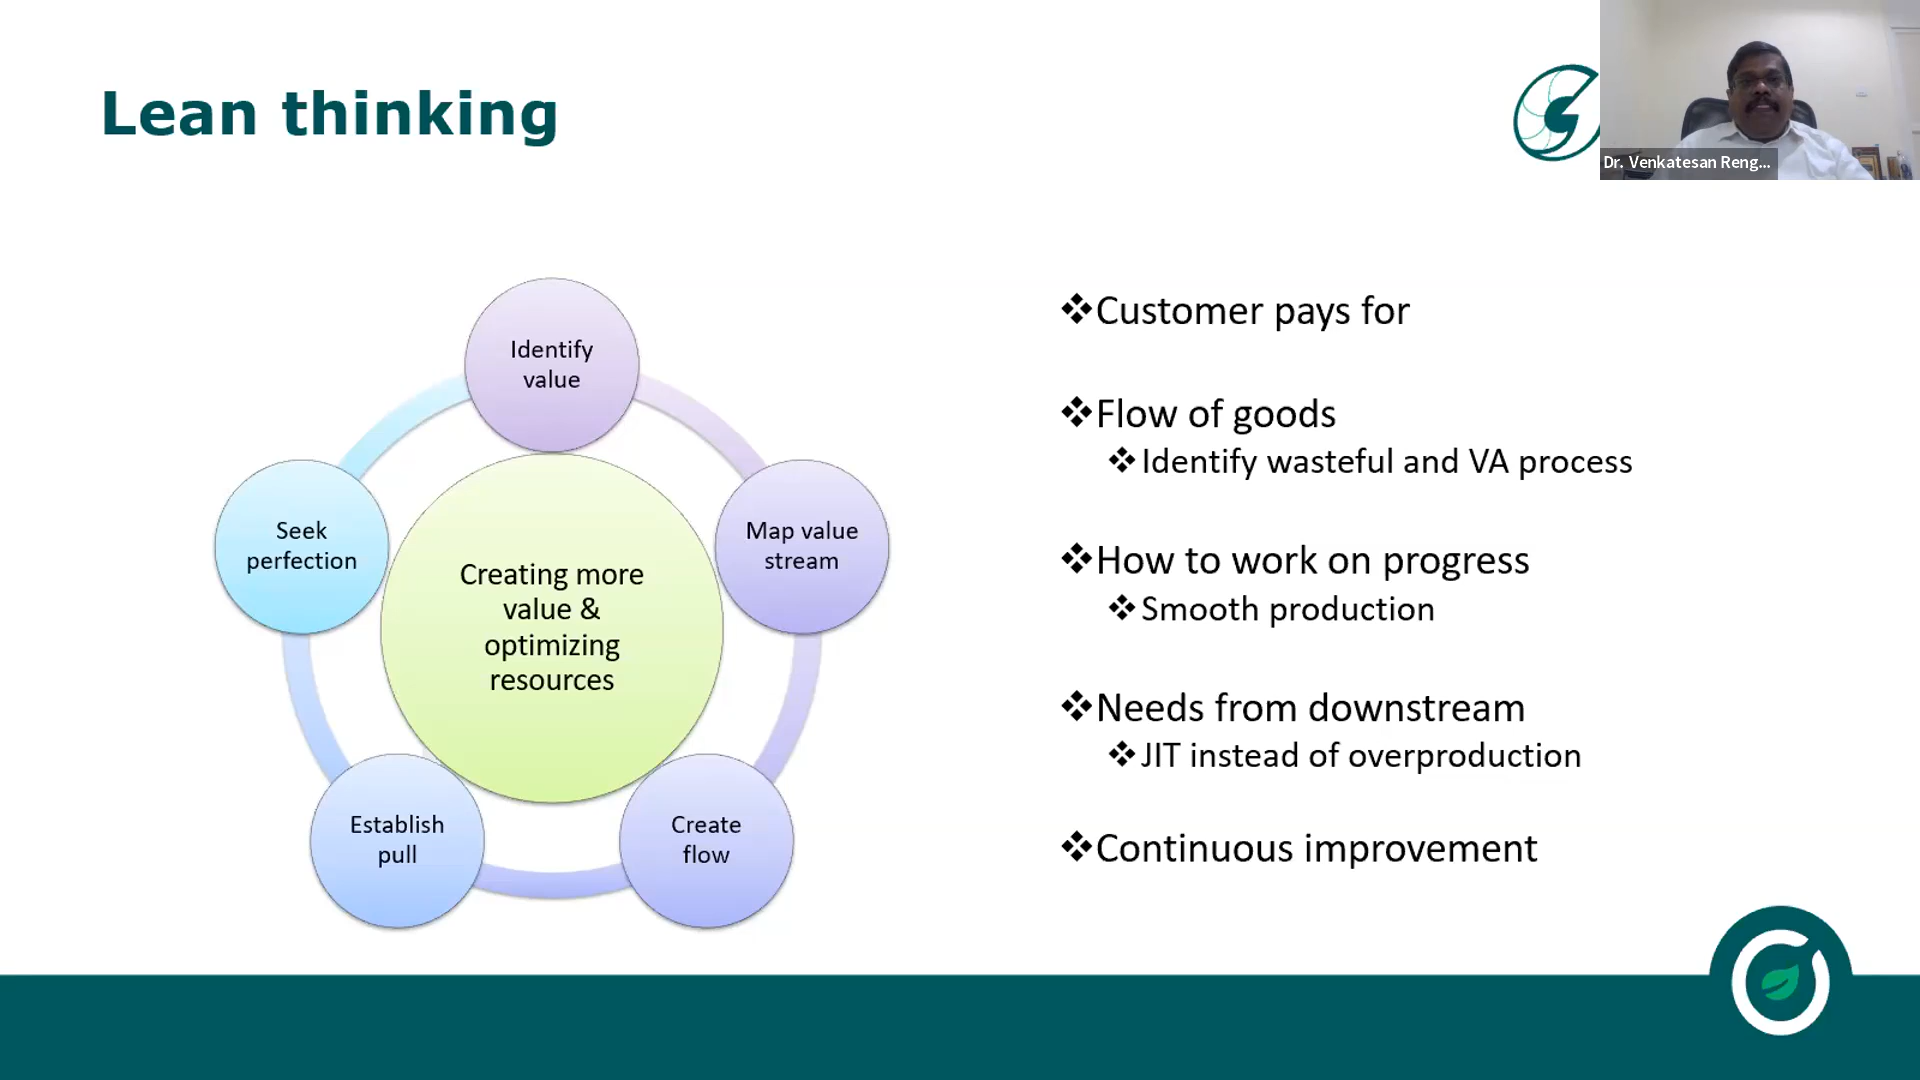 Lean thinking
Dr. Venkatesan Reng...
Identify
value
Map value
stream
Create
flow
Establish
pull
Seek
perfection
Creating more
value &
optimizing
resources
❖Customer pays for
❖Flow of goods
❖Identify wasteful and VA process
❖How to work on progress
❖Smooth production
❖Needs from downstream
❖JIT instead of overproduction
❖Continuous improvement